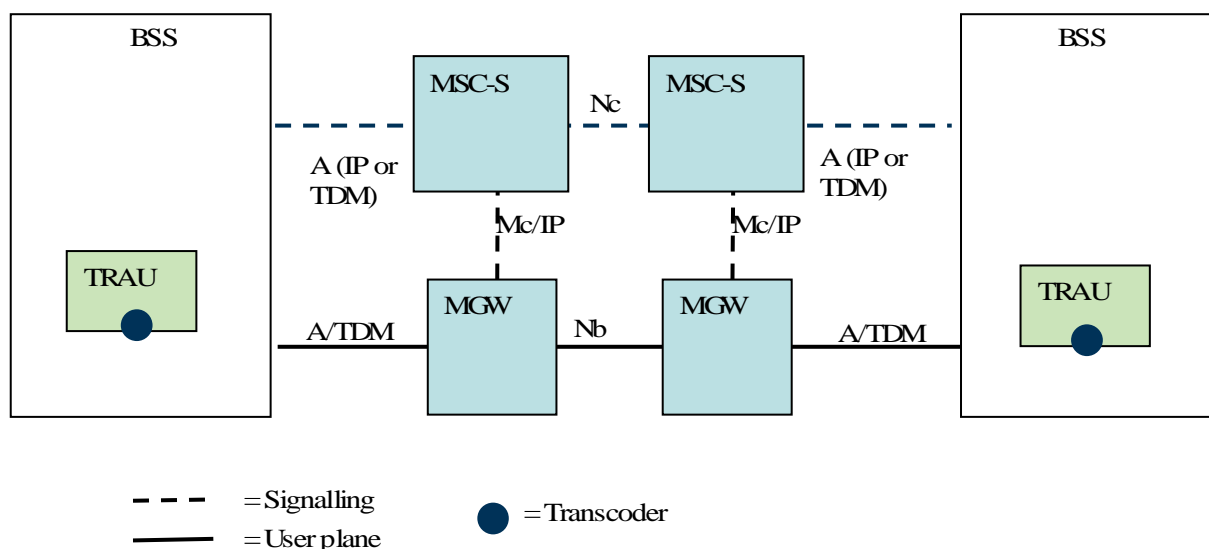 BSS
BSS
MSC-S
MSC-S
Nc
A (IP or
TDM)
A (IP or
TDM)
Mc/IP
Mc/IP
TRAU
TRAU
MGW
MGW
A/TDM
Nb
A/TDM
= Signalling
= Transcoder
= User plane